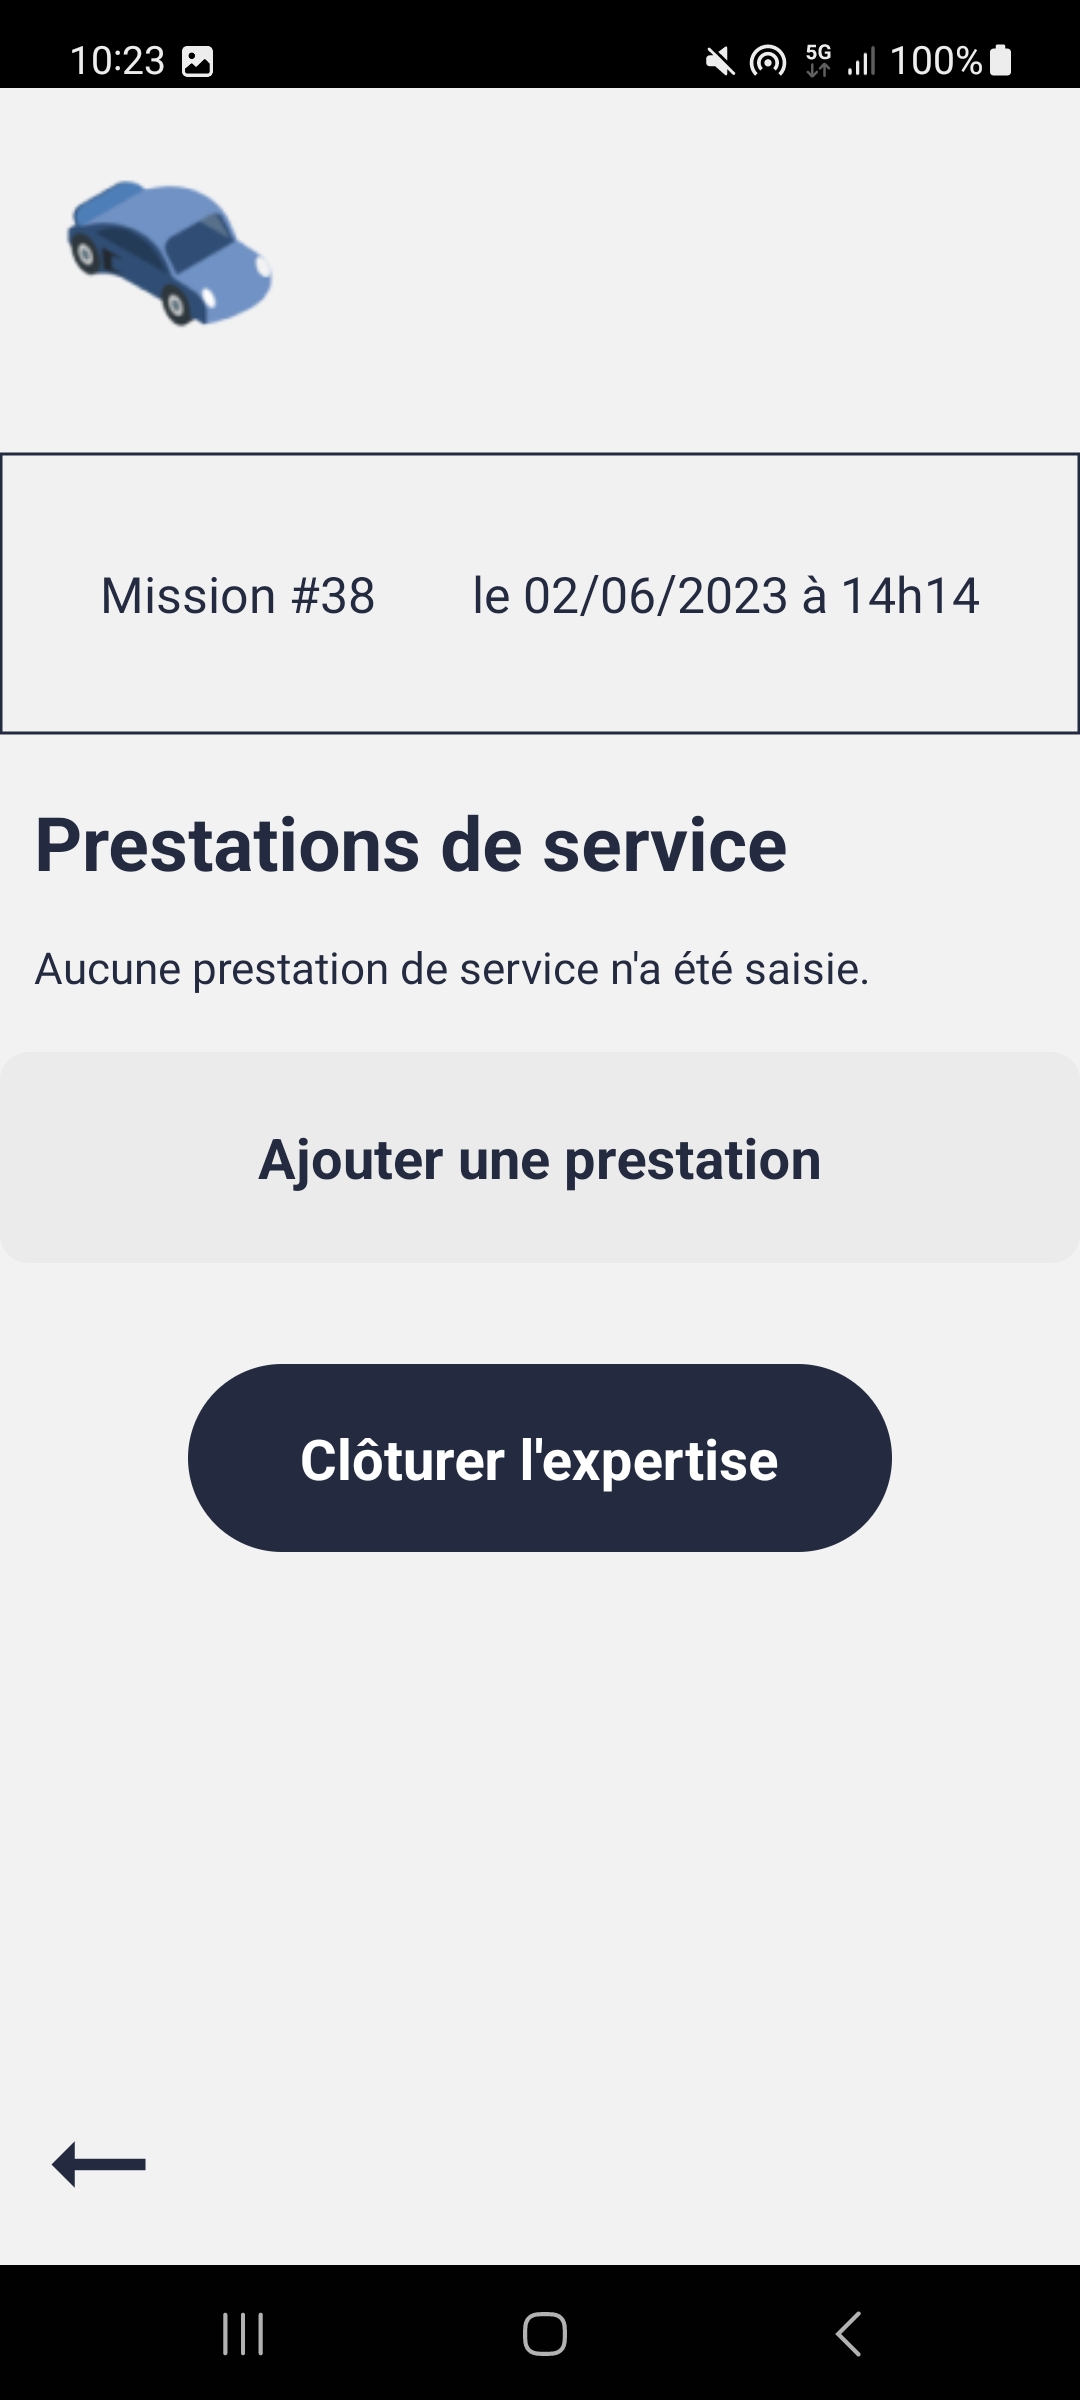 10:23 5G 100%
Mission #38 le 02/06/2023 à 14h14
Prestations de service
Aucune prestation de service n'a été saisie.
Ajouter une prestation
Clôturer l'expertise